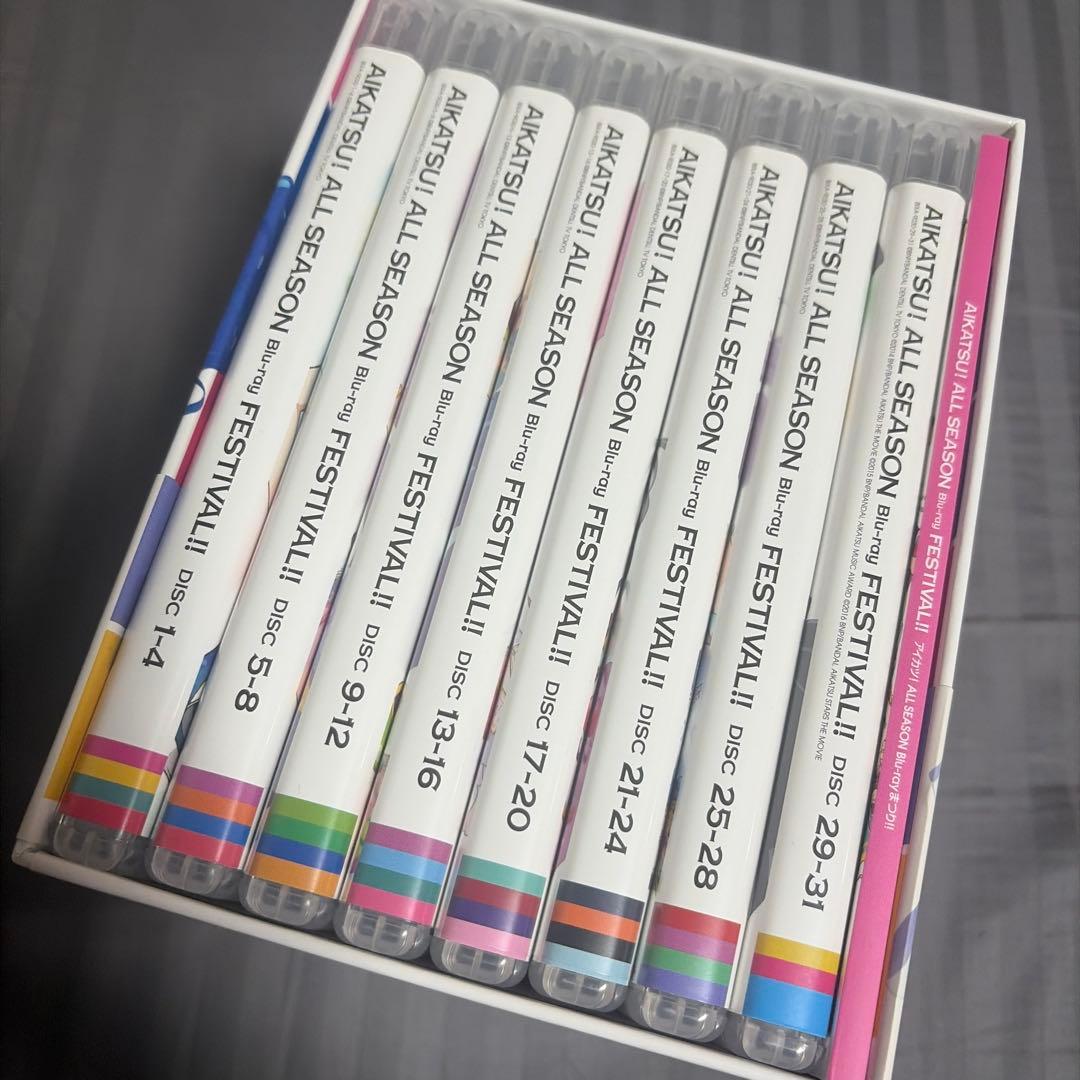 AIKATSU! ALL SEASON Blu-ray FESTIVAL!! DISC 1-4
AIKATSU! ALL SEASON Blu-ray FESTIVAL!! DISC 5-8
AIKATSU! ALL SEASON Blu-ray FESTIVAL!! DISC 9-12
AIKATSU! ALL SEASON Blu-ray FESTIVAL!! DISC 13-16
AIKATSU! ALL SEASON Blu-ray FESTIVAL!! DISC 17-20
AIKATSU! ALL SEASON Blu-ray FESTIVAL!! DISC 21-24
AIKATSU! ALL SEASON Blu-ray FESTIVAL!! DISC 25-28
AIKATSU! ALL SEASON Blu-ray FESTIVAL!! DISC 29-31
AIKATSU! ALL SEASON Blu-ray FESTIVAL!! アイカツ! ALL SEASON Blu-rayまつり!!